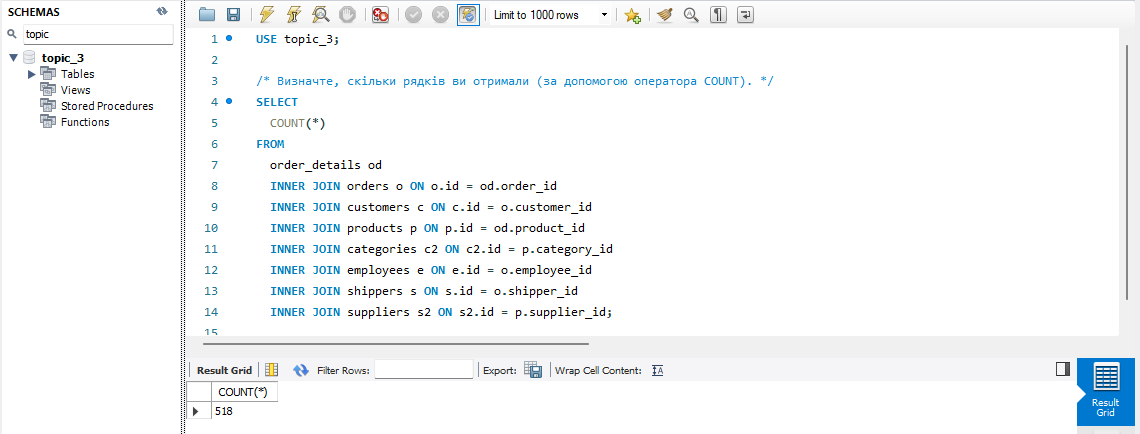 SCHEMAS
topic
topic_3
Tables
Views
Stored Procedures
Functions
Limit to 1000 rows
1 USE topic_3;
2
3 /* Визначте, скільки рядків ви отримали (за допомогою оператора COUNT). */
4 SELECT
5 COUNT(*)
6 FROM
7 order_details od
8 INNER JOIN orders o ON o.id = od.order_id
9 INNER JOIN customers c ON c.id = o.customer_id
10 INNER JOIN products p ON p.id = od.product_id
11 INNER JOIN categories c2 ON c2.id = p.category_id
12 INNER JOIN employees e ON e.id = o.employee_id
13 INNER JOIN shippers s ON s.id = o.shipper_id
14 INNER JOIN suppliers s2 ON s2.id = p.supplier_id;
15
Result Grid Filter Rows: Export: Wrap Cell Content:
COUNT(*)
518
Result
Grid